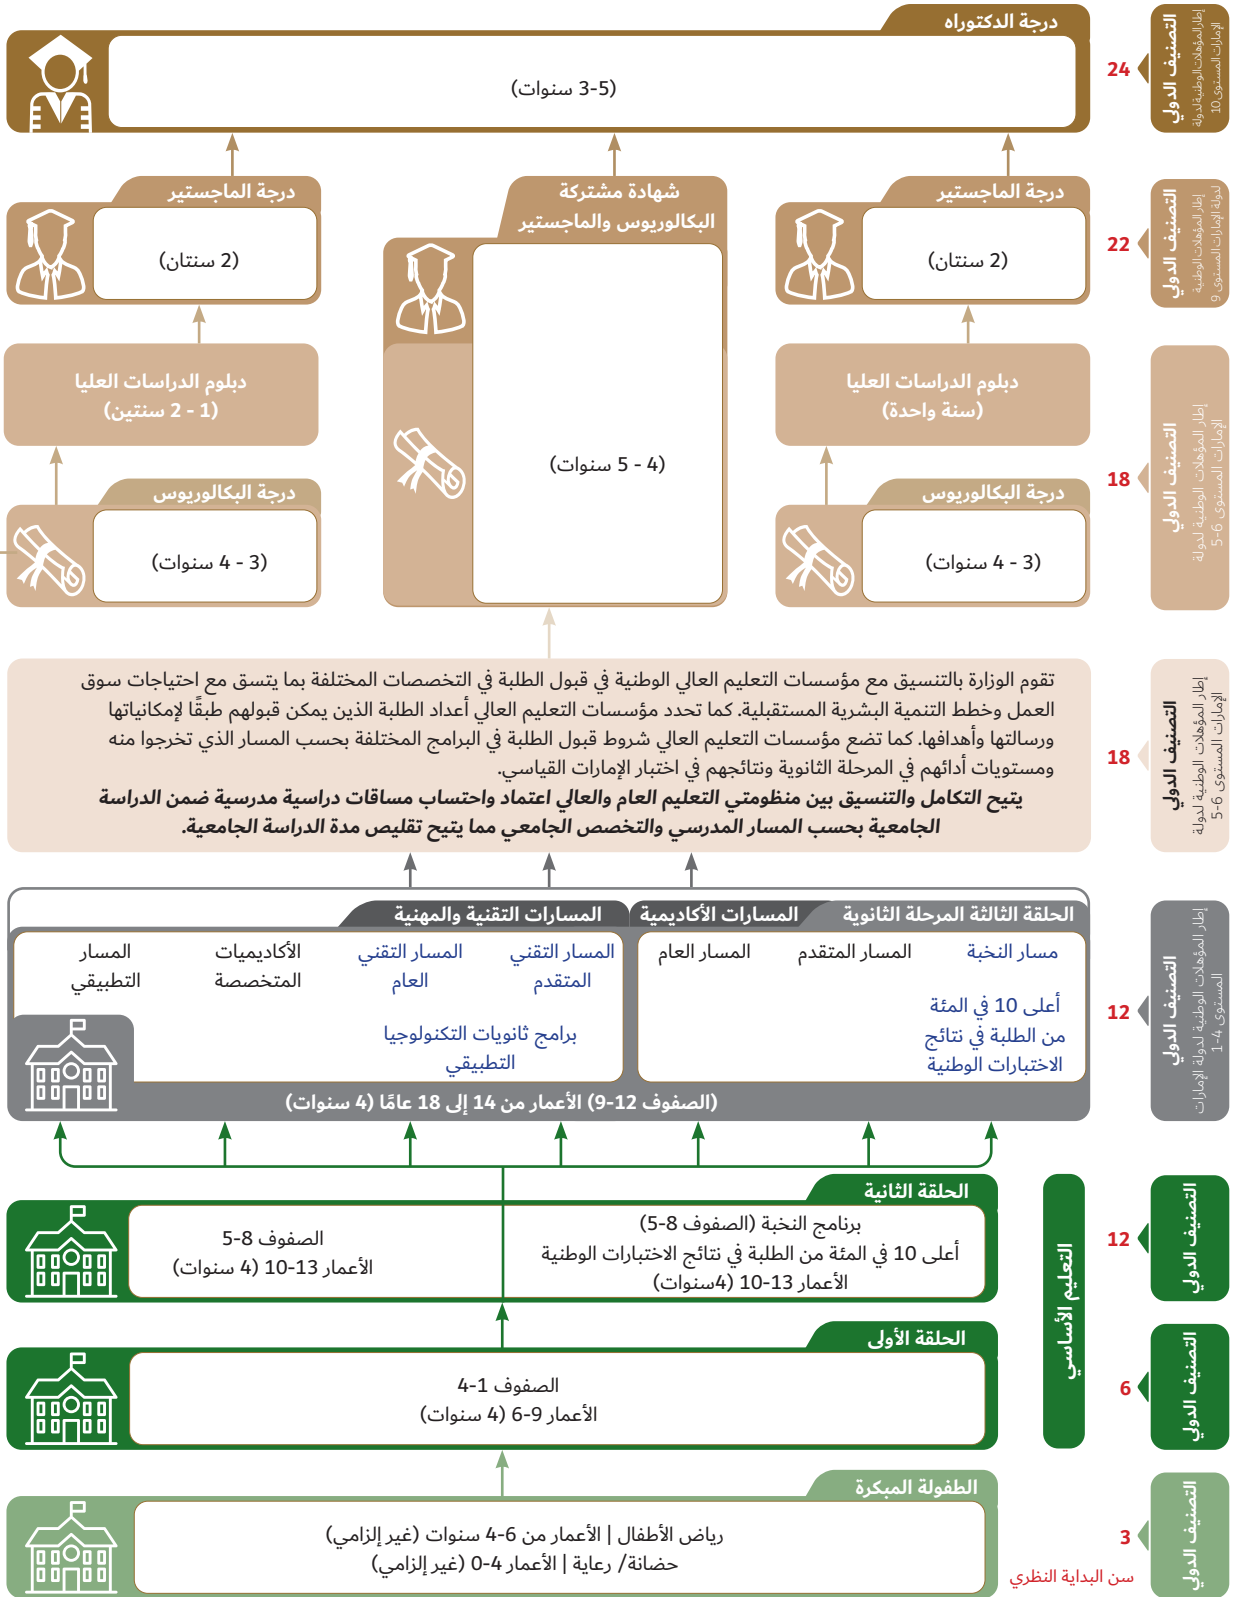 درجة الدكتوراه
(3-5 سنوات)
24
التصنيف الدولي
إطار المؤهلات الوطنية لدولة
الإمارات المستوى 10
درجة الماجستير
(2 سنتان)
شهادة مشتركة
البكالوريوس والماجستير
(4 - 5 سنوات)
درجة الماجستير
(2 سنتان)
22
التصنيف الدولي
إطار المؤهلات الوطنية
لدولة الإمارات المستوى 9
دبلوم الدراسات العليا
(سنة واحدة)
دبلوم الدراسات العليا
(1 - 2 سنتين)
درجة البكالوريوس
(3 - 4 سنوات)
درجة البكالوريوس
(3 - 4 سنوات)
18
التصنيف الدولي
إطار المؤهلات الوطنية لدولة
الإمارات المستوى 6-5
تقوم الوزارة بالتنسيق مع مؤسسات التعليم العالي الوطنية في قبول الطلبة في التخصصات المختلفة بما يتسق مع احتياجات سوق
العمل وخطط التنمية البشرية المستقبلية. كما تحدد مؤسسات التعليم العالي أعداد الطلبة الذين يمكن قبولهم طبقًا لإمكانياتها
ورسالتها وأهدافها. كما تضع مؤسسات التعليم العالي شروط قبول الطلبة في البرامج المختلفة بحسب المسار الذي تخرجوا منه
ومستويات أدائهم في المرحلة الثانوية ونتائجهم في اختبار الإمارات القياسي.
يتيح التكامل والتنسيق بين منظومتي التعليم العام والعالي اعتماد واحتساب مساقات دراسية مدرسية ضمن الدراسة
الجامعية بحسب المسار المدرسي والتخصص الجامعي مما يتيح تقليص مدة الدراسة الجامعية.
18
التصنيف الدولي
إطار المؤهلات الوطنية لدولة
الإمارات المستوى 6-5
الحلقة الثالثة المرحلة الثانوية
المسارات الأكاديمية
المسارات التقنية والمهنية
مسار النخبة
أعلى 10 في المئة
من الطلبة في نتائج
الاختبارات الوطنية
المسار المتقدم
المسار العام
المسار التقني
المتقدم
المسار التقني
العام
برامج ثانويات التكنولوجيا
التطبيقي
الأكاديميات
المتخصصة
المسار
التطبيقي
(الصفوف 12-9) الأعمار من 14 إلى 18 عامًا (4 سنوات)
12
التصنيف الدولي
إطار المؤهلات الوطنية لدولة الإمارات
المستوى 4-1
الحلقة الثانية
برنامج النخبة (الصفوف 8-5)
أعلى 10 في المئة من الطلبة في نتائج الاختبارات الوطنية
الأعمار 13-10 (4سنوات)
الصفوف 8-5
الأعمار 13-10 (4 سنوات)
12
التصنيف الدولي
التعليم الأساسي
الحلقة الأولى
الصفوف 1-4
الأعمار 9-6 (4 سنوات)
6
التصنيف الدولي
الطفولة المبكرة
رياض الأطفال | الأعمار من 6-4 سنوات (غير إلزامي)
حضانة/ رعاية | الأعمار 4-0 (غير إلزامي)
3
سن البداية النظري
التصنيف الدولي